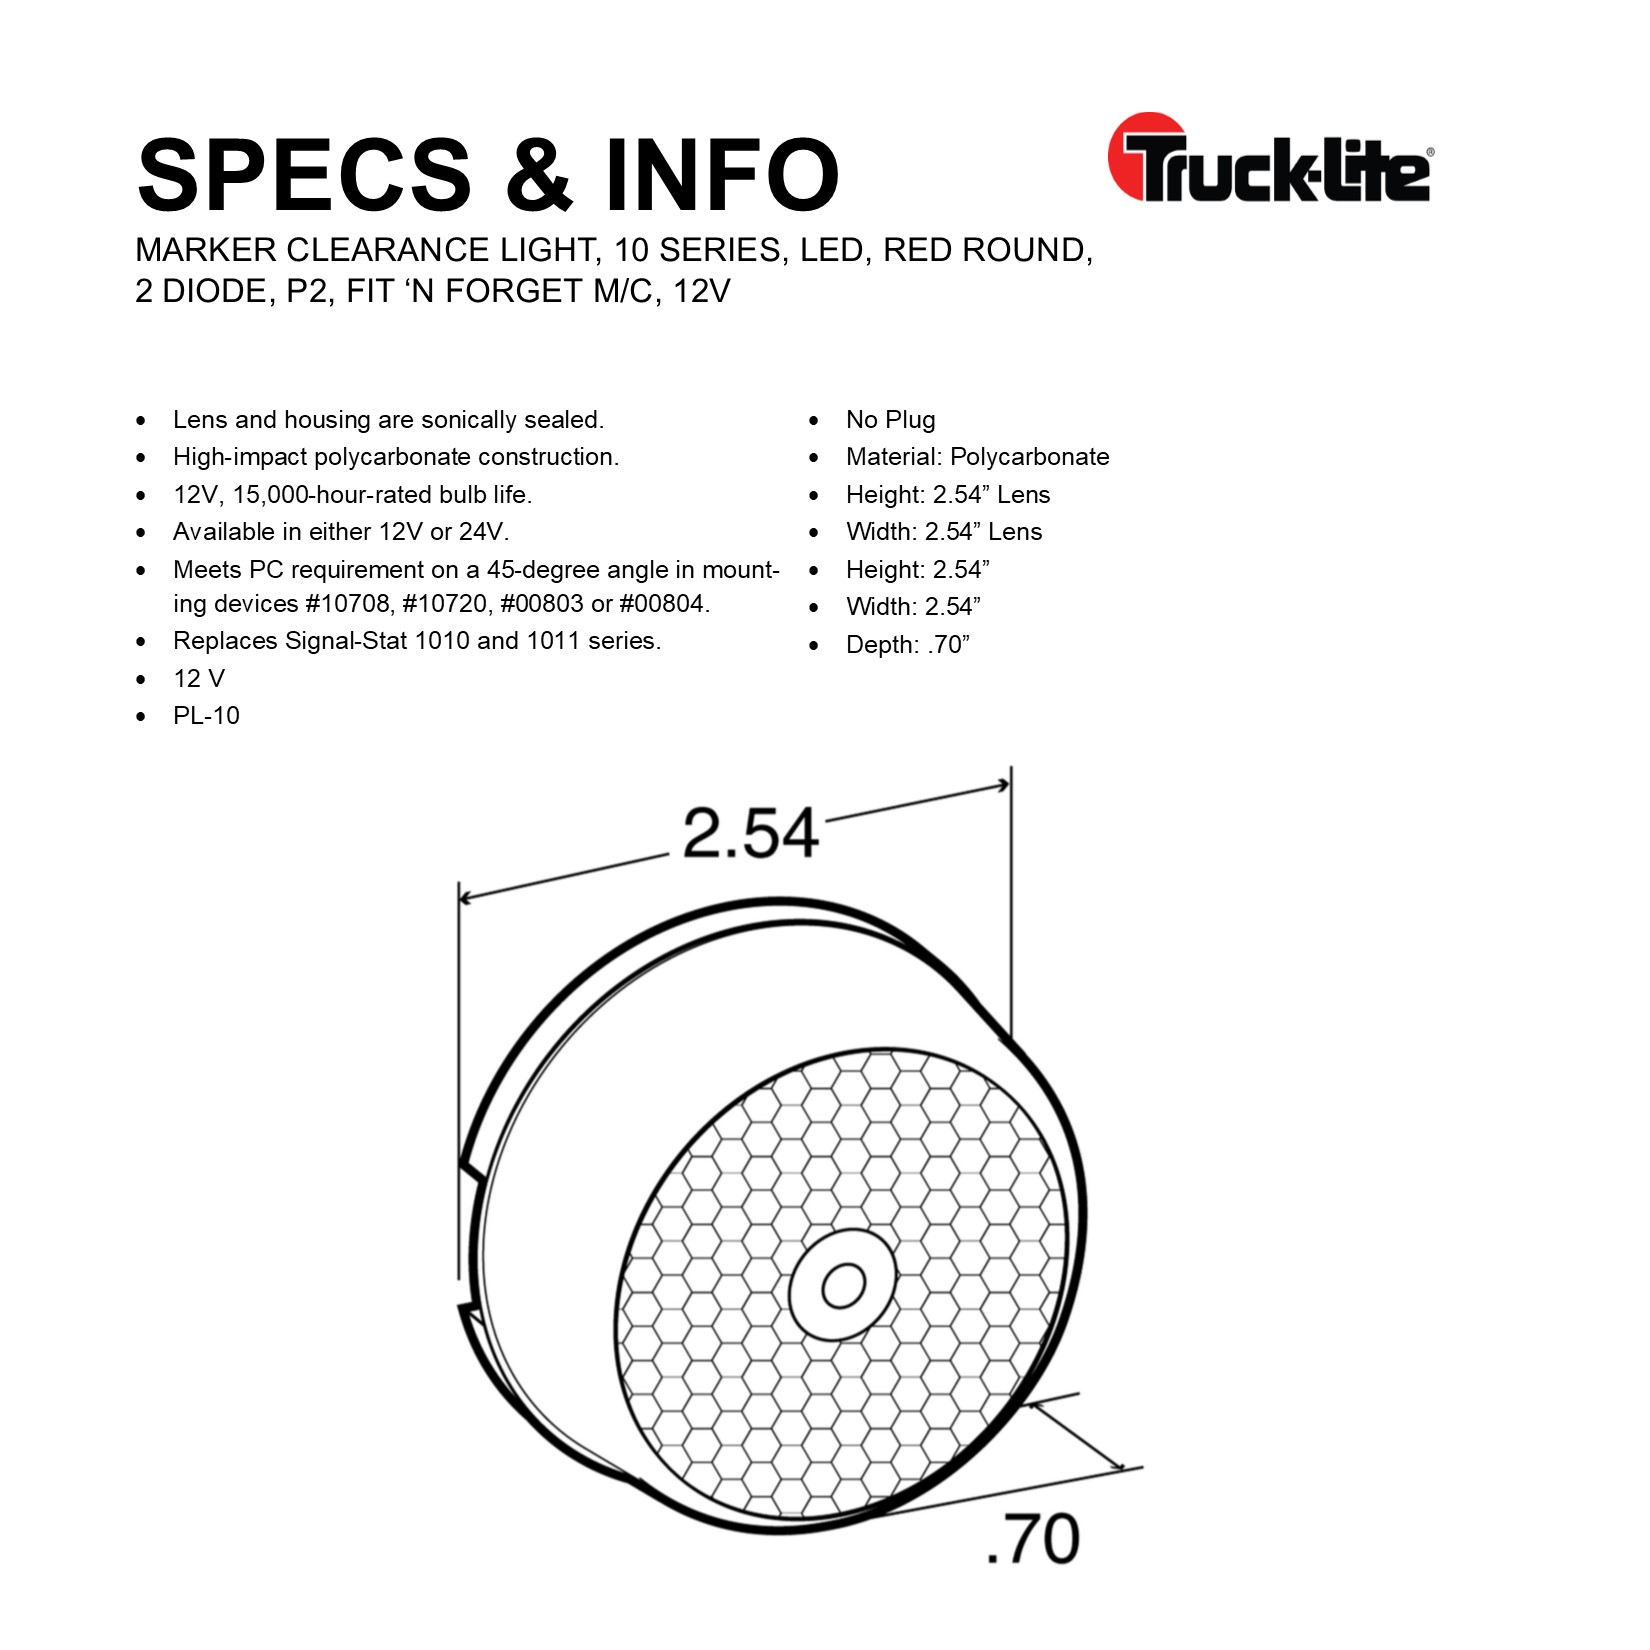 SPECS & INFO
Truck-Lite®
MARKER CLEARANCE LIGHT, 10 SERIES, LED, RED ROUND,
2 DIODE, P2, FIT ‘N FORGET M/C, 12V
• Lens and housing are sonically sealed.
• High-impact polycarbonate construction.
• 12V, 15,000-hour-rated bulb life.
• Available in either 12V or 24V.
• Meets PC requirement on a 45-degree angle in mount-
ing devices #10708, #10720, #00803 or #00804.
• Replaces Signal-Stat 1010 and 1011 series.
• 12 V
• PL-10
• No Plug
• Material: Polycarbonate
• Height: 2.54” Lens
• Width: 2.54” Lens
• Height: 2.54”
• Width: 2.54”
• Depth: .70”
2.54
.70